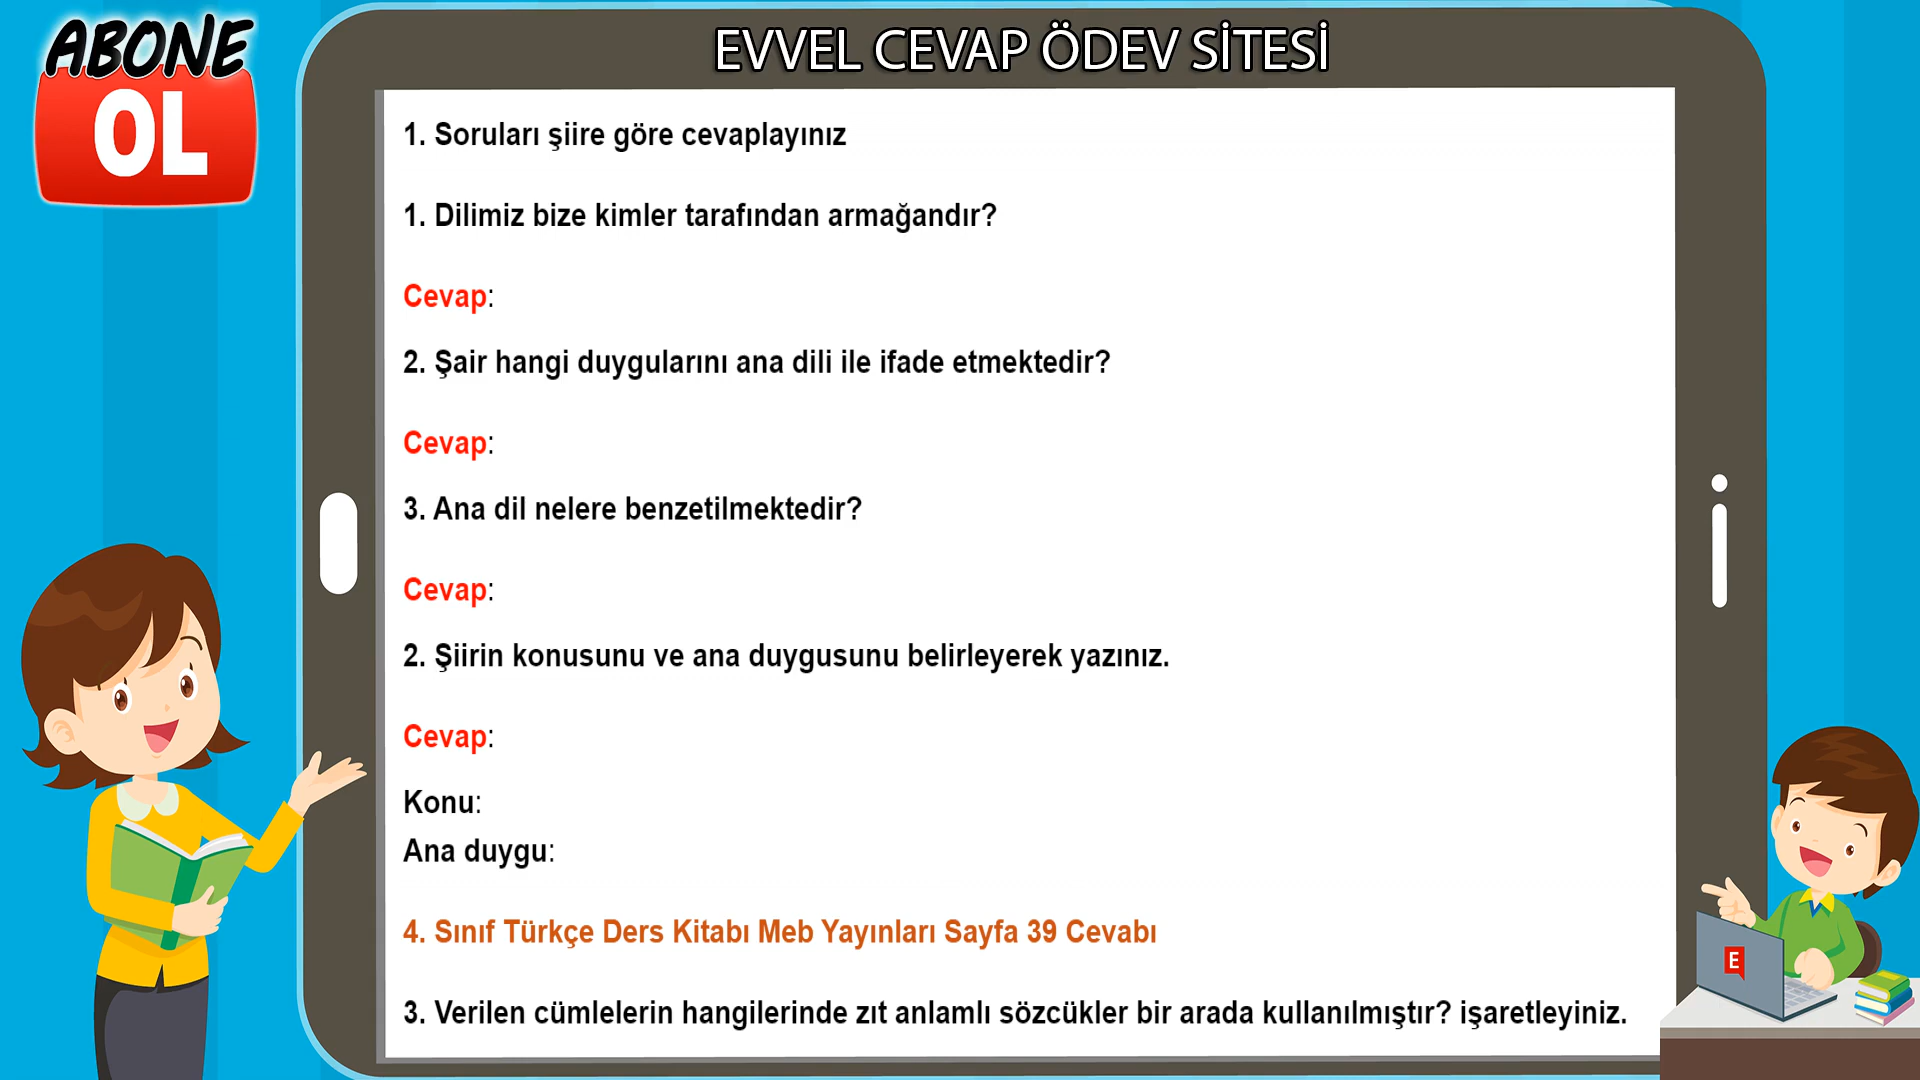 ABONE
OL
EVVEL CEVAP ÖDEV SİTESİ
1. Soruları şiire göre cevaplayınız
1. Dilimiz bize kimler tarafından armağandır?
Cevap:
2. Şair hangi duygularını ana dili ile ifade etmektedir?
Cevap:
3. Ana dil nelere benzetilmektedir?
Cevap:
2. Şiirin konusunu ve ana duygusunu belirleyerek yazınız.
Cevap:
Konu:
Ana duygu:
4. Sınıf Türkçe Ders Kitabı Meb Yayınları Sayfa 39 Cevabı
3. Verilen cümlelerin hangilerinde zıt anlamlı sözcükler bir arada kullanılmıştır? işaretleyiniz.
E